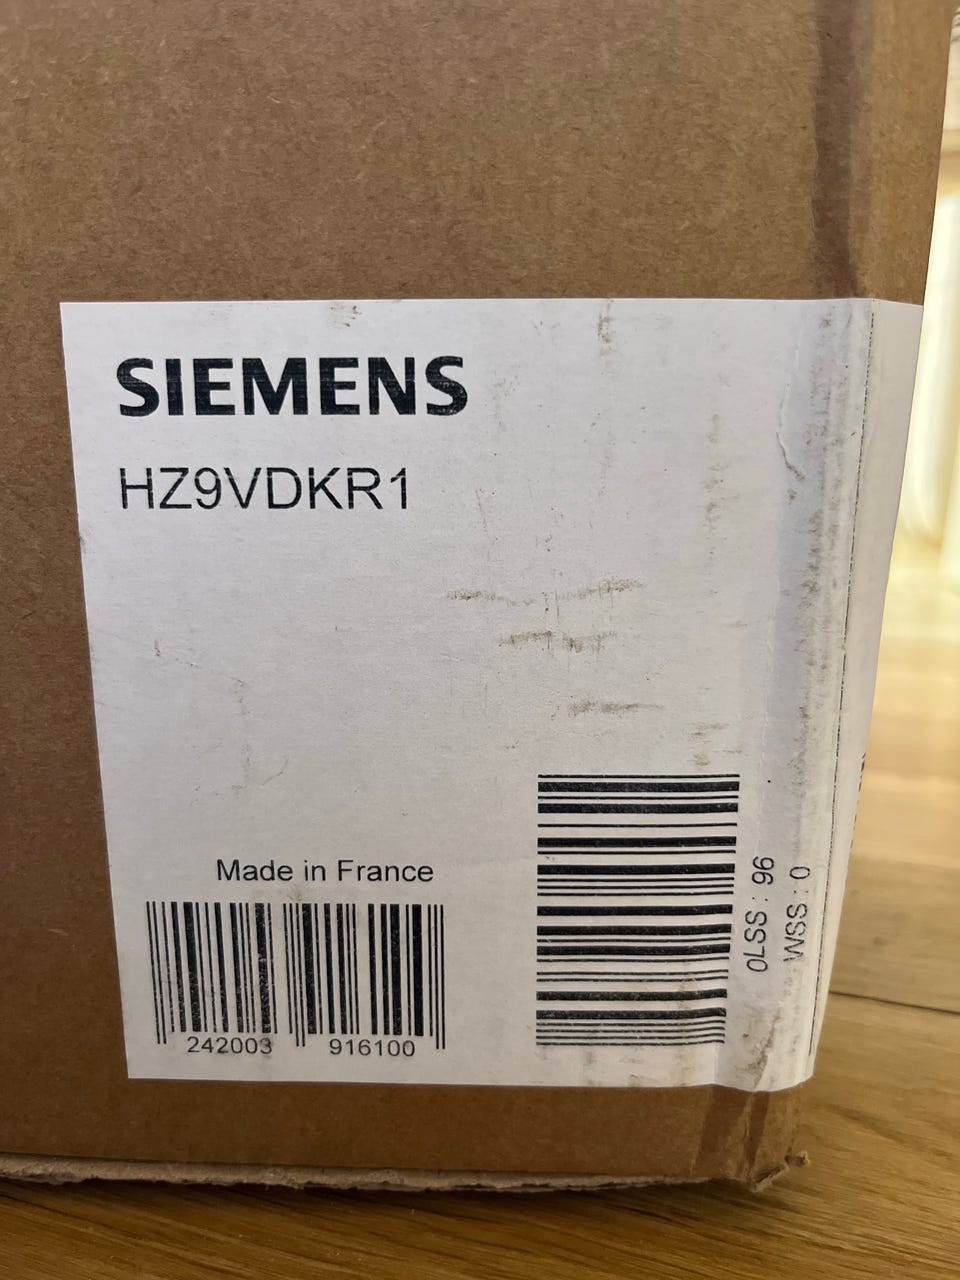 SIEMENS
HZ9VDKR1
Made in France
242003 916100
OLSS : 96
WSS : 0